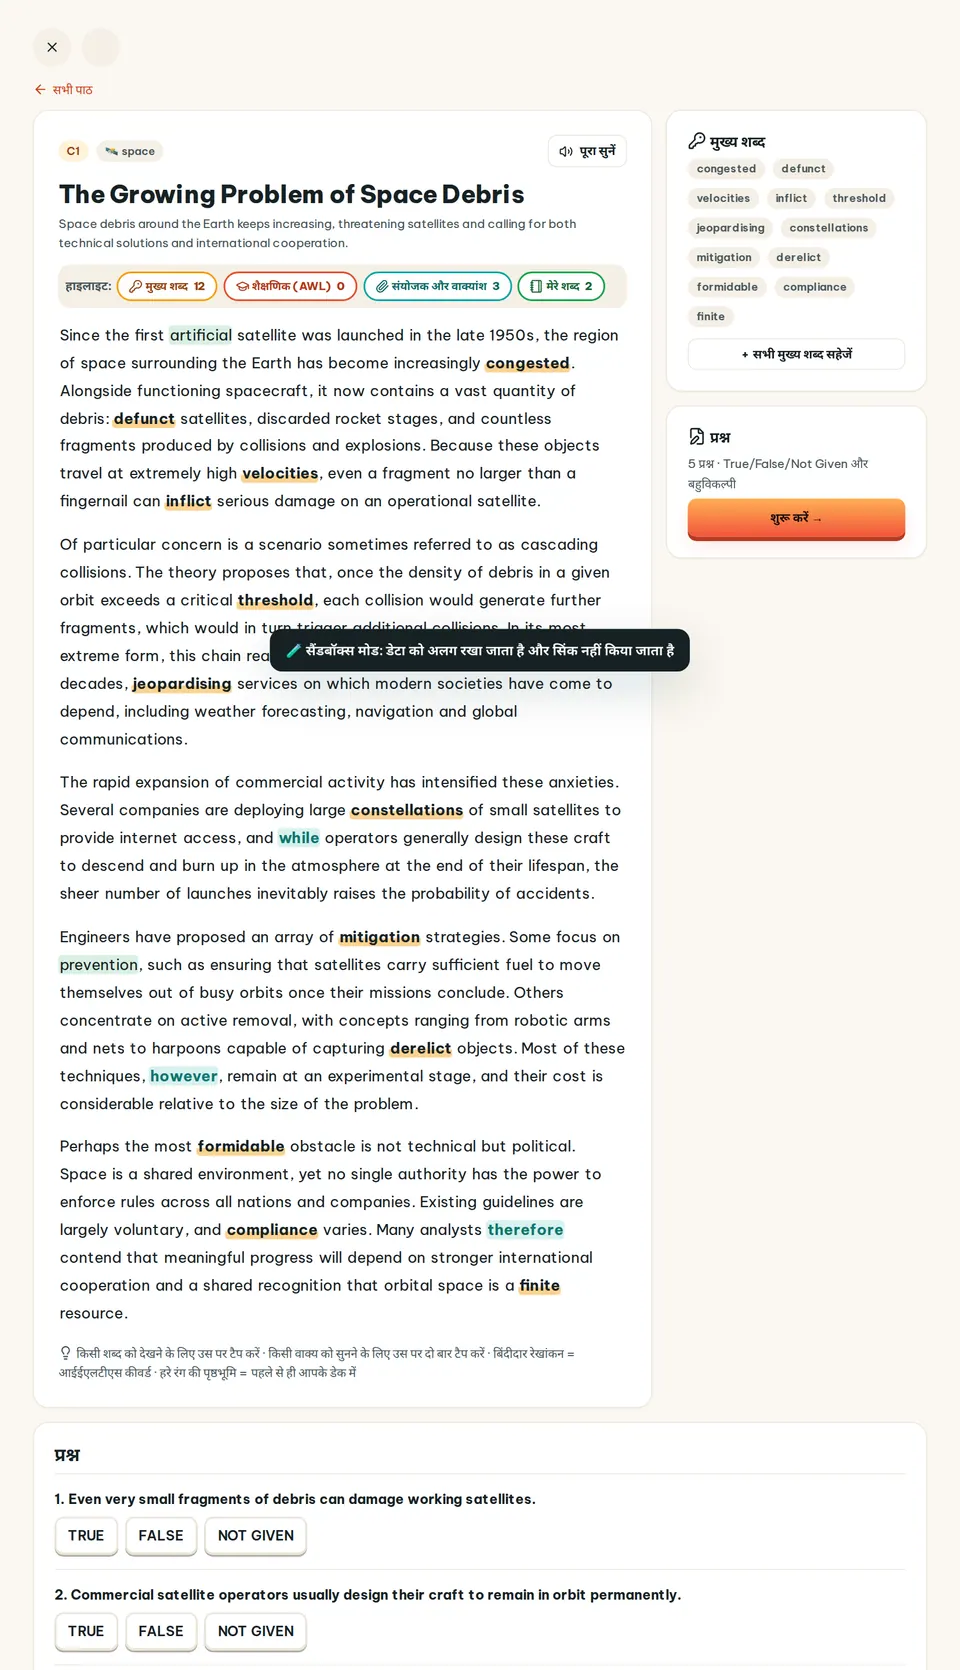 ← सभी पाठ
C1
space
पूरा सुनें
The Growing Problem of Space Debris
Space debris around the Earth keeps increasing, threatening satellites and calling for both
technical solutions and international cooperation.
हाइलाइट:
मुख्य शब्द 12
शैक्षणिक (AWL) 0
संयोजक और वाक्यांश 3
मेरे शब्द 2
Since the first artificial satellite was launched in the late 1950s, the region
of space surrounding the Earth has become increasingly congested.
Alongside functioning spacecraft, it now contains a vast quantity of
debris: defunct satellites, discarded rocket stages, and countless
fragments produced by collisions and explosions. Because these objects
travel at extremely high velocities, even a fragment no larger than a
fingernail can inflict serious damage on an operational satellite.
Of particular concern is a scenario sometimes referred to as cascading
collisions. The theory proposes that, once the density of debris in a given
orbit exceeds a critical threshold, each collision would generate further
fragments, which would in turn trigger additional collisions. In its most
extreme form, this chain rea
सैंडबॉक्स मोड: डेटा को अलग रखा जाता है और सिंक नहीं किया जाता है
decades, jeopardising services on which modern societies have come to
depend, including weather forecasting, navigation and global
communications.
The rapid expansion of commercial activity has intensified these anxieties.
Several companies are deploying large constellations of small satellites to
provide internet access, and while operators generally design these craft
to descend and burn up in the atmosphere at the end of their lifespan, the
sheer number of launches inevitably raises the probability of accidents.
Engineers have proposed an array of mitigation strategies. Some focus on
prevention, such as ensuring that satellites carry sufficient fuel to move
themselves out of busy orbits once their missions conclude. Others
concentrate on active removal, with concepts ranging from robotic arms
and nets to harpoons capable of capturing derelict objects. Most of these
techniques, however, remain at an experimental stage, and their cost is
considerable relative to the size of the problem.
Perhaps the most formidable obstacle is not technical but political.
Space is a shared environment, yet no single authority has the power to
enforce rules across all nations and companies. Existing guidelines are
largely voluntary, and compliance varies. Many analysts therefore
contend that meaningful progress will depend on stronger international
cooperation and a shared recognition that orbital space is a finite
resource.
किसी शब्द को देखने के लिए उस पर टैप करें · किसी वाक्य को सुनने के लिए उस पर दो बार टैप करें · बिंदीदार रेखांकन =
आईईएलटीएस कीवर्ड · हरे रंग की पृष्ठभूमि = पहले से ही आपके डेक में
मुख्य शब्द
congested defunct
velocities inflict threshold
jeopardising constellations
mitigation derelict
formidable compliance
finite
+ सभी मुख्य शब्द सहेजें
प्रश्न
5 प्रश्न · True/False/Not Given और
बहुविकल्पी
शुरू करें →
प्रश्न
1. Even very small fragments of debris can damage working satellites.
TRUE FALSE NOT GIVEN
2. Commercial satellite operators usually design their craft to remain in orbit permanently.
TRUE FALSE NOT GIVEN